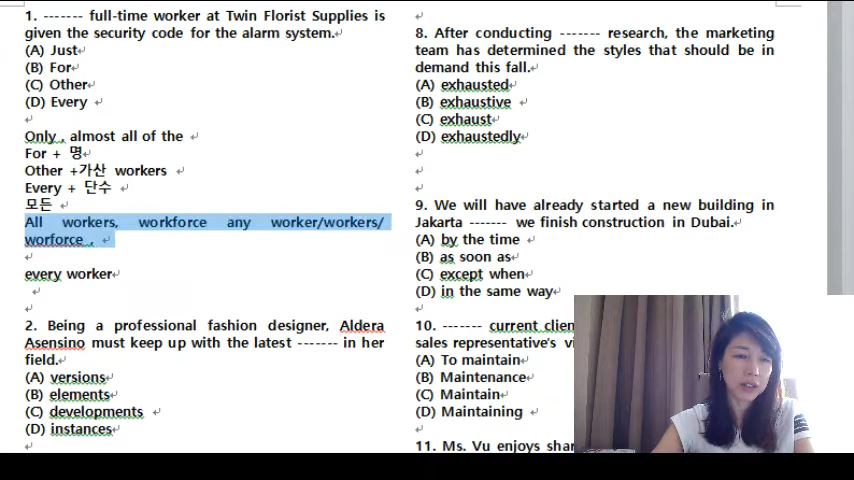 1. ------- full-time worker at Twin Florist Supplies is
given the security code for the alarm system.
(A) Just
(B) For
(C) Other
(D) Every
Only , almost all of the
For + 명
Other +가산 workers
Every + 단수
모든
All workers, workforce any worker/workers/
worforce ,
every worker
2. Being a professional fashion designer, Aldera
Asensino must keep up with the latest ------- in her
field.
(A) versions
(B) elements
(C) developments
(D) instances
8. After conducting ------- research, the marketing
team has determined the styles that should be in
demand this fall.
(A) exhausted
(B) exhaustive
(C) exhaust
(D) exhaustedly
9. We will have already started a new building in
Jakarta ------- we finish construction in Dubai.
(A) by the time
(B) as soon as
(C) except when
(D) in the same way
10. ------- current clien
sales representative's vi
(A) To maintain
(B) Maintenance
(C) Maintain
(D) Maintaining
11. Ms. Vu enjoys shar